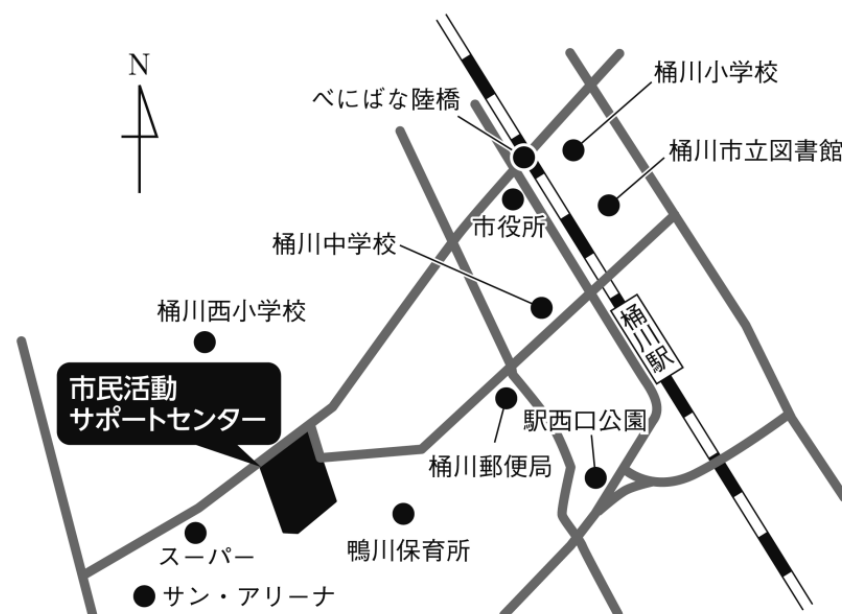 N
べにばな陸橋
桶川小学校
桶川市立図書館
市役所
桶川中学校
桶川西小学校
桶川駅
市民活動
サポートセンター
駅西口公園
桶川郵便局
鴨川保育所
スーパー
サン・アリーナ